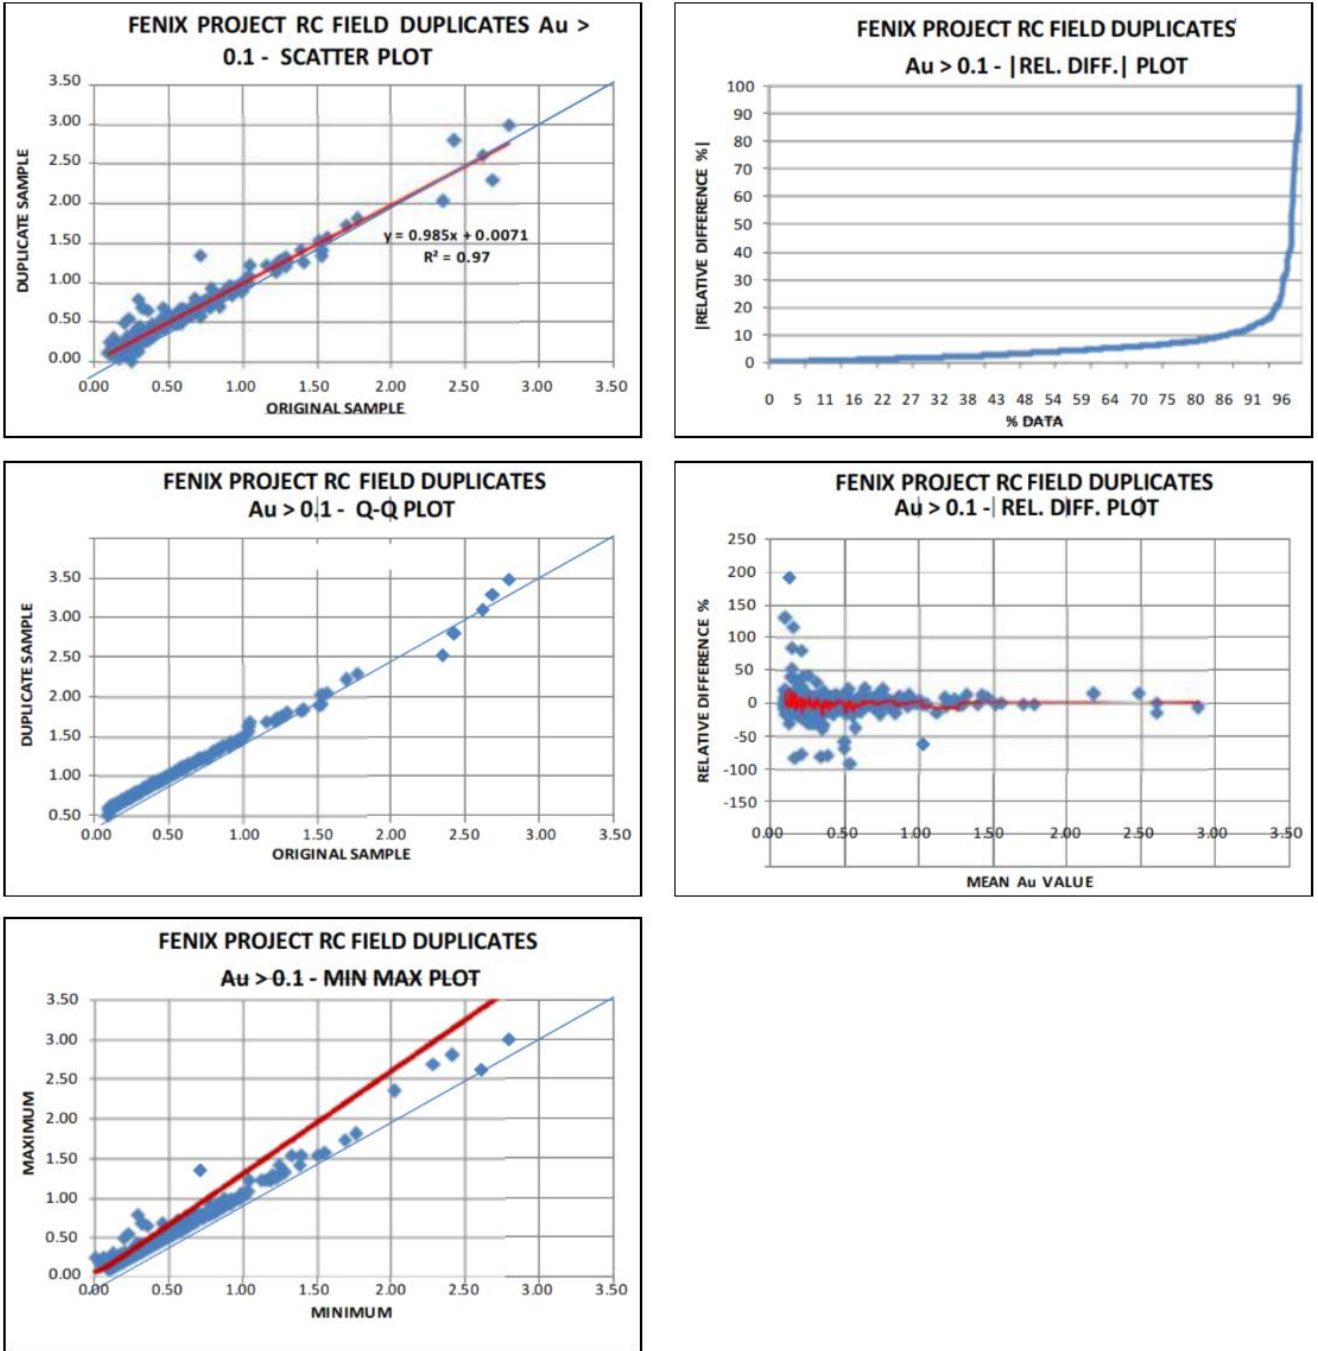 FENIX PROJECT RC FIELD DUPLICATES Au >
0.1 - SCATTER PLOT
3.50
3.00
2.50
2.00
1.50
1.00
0.50
0.00
DUPLICATE SAMPLE
y = 0.985x + 0.0071
R² = 0.97
0.00 0.50 1.00 1.50 2.00 2.50 3.00 3.50
ORIGINAL SAMPLE
FENIX PROJECT RC FIELD DUPLICATES
Au > 0.1 - |REL. DIFF.| PLOT
100
90
80
70
60
50
40
30
20
10
0
|RELATIVE DIFFERENCE %|
0 5 11 16 22 27 32 38 43 48 54 59 64 70 75 80 86 91 96
% DATA
FENIX PROJECT RC FIELD DUPLICATES
Au > 0.1 - Q-Q PLOT
3.50
3.00
2.50
2.00
1.50
1.00
0.50
DUPLICATE SAMPLE
0.00 0.50 1.00 1.50 2.00 2.50 3.00 3.50
ORIGINAL SAMPLE
FENIX PROJECT RC FIELD DUPLICATES
Au > 0.1 -| REL. DIFF. PLOT
250
200
150
100
50
0
-50
-100
-150
RELATIVE DIFFERENCE %
0.00 0.50 1.00 1.50 2.00 2.50 3.00 3.50
MEAN Au VALUE
FENIX PROJECT RC FIELD DUPLICATES
Au > 0.1 - MIN MAX PLOT
3.50
3.00
2.50
2.00
1.50
1.00
0.50
0.00
MAXIMUM
0.00 0.50 1.00 1.50 2.00 2.50 3.00 3.50
MINIMUM